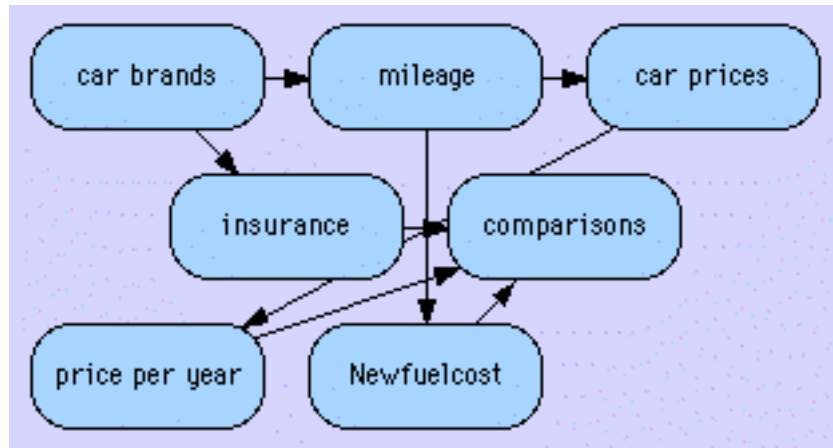 car brands
mileage
car prices
insurance
comparisons
price per year
Newfuelcost